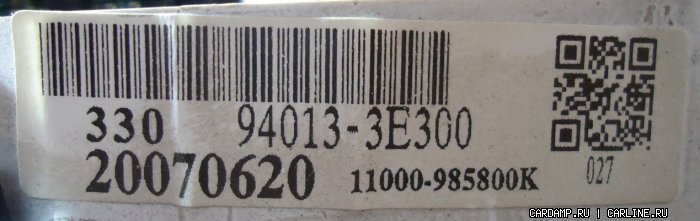 330 94013-3E300
20070620 11000-985800K
027
CARDAMP.RU | CARLINE.RU